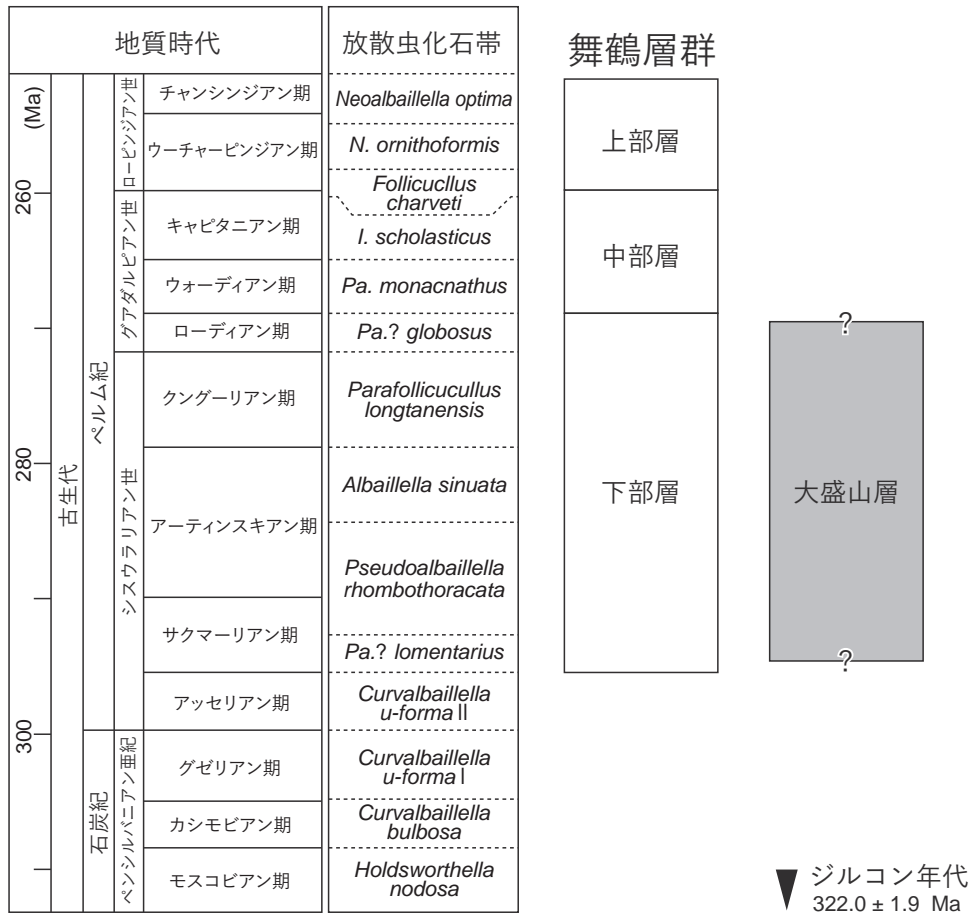 地質時代
放散虫化石帯
舞鶴層群
(Ma)
260
280
300
古生代
ペルム紀
石炭紀
ローピンジアン世
グアダルピアン世
シスウラリアン世
ペンシルバニアン亜紀
チャンシンジアン期
ウーチャーピンジアン期
キャピタニアン期
ウォーディアン期
ローディアン期
クングーリアン期
アーティンスキアン期
サクマーリアン期
アッセリアン期
グゼリアン期
カシモビアン期
モスコビアン期
Neoalbaillella optima
N. ornithoformis
Follicucllus
charveti
I. scholasticus
Pa. monacnathus
Pa.? globosus
Parafollicucullus
longtanensis
Albaillella sinuata
Pseudoalbaillella
rhombothoracata
Pa.? lomentarius
Curvalbaillella
u-forma II
Curvalbaillella
u-forma I
Curvalbaillella
bulbosa
Holdsworthella
nodosa
上部層
中部層
下部層
?
大盛山層
?
ジルコン年代
322.0 ± 1.9 Ma